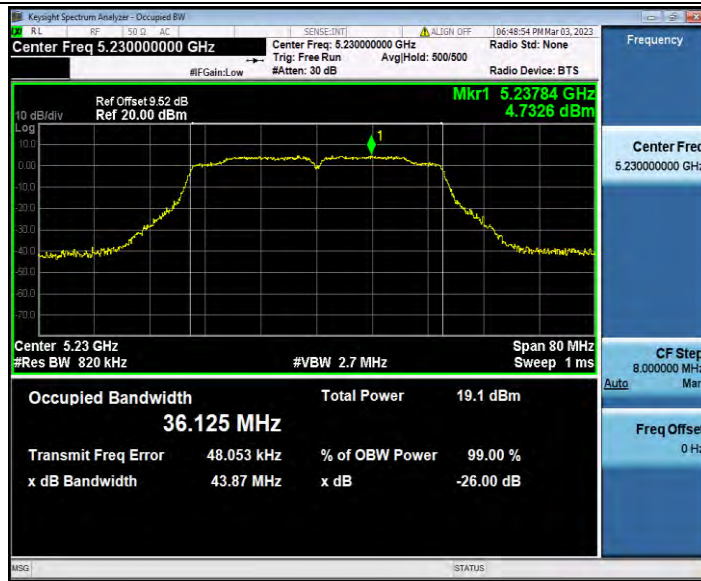 Keysight Spectrum Analyzer - Occupied BW
RL RF 50 Ω AC SENSE:INT ALIGN OFF 06:48:54 PM Mar 03, 2023
Center Freq 5.230000000 GHz
Center Freq: 5.230000000 GHz Radio Std: None
Trig: Free Run Avg|Hold: 500/500
#IFGain:Low #Atten: 30 dB Radio Device: BTS
Frequency
Mkr1 5.23784 GHz
4.7326 dBm
Ref Offset 9.52 dB
10 dB/div Ref 20.00 dBm
Log
1
10.0
0.00
-10.0
-20.0
-30.0
-40.0
-50.0
-60.0
-70.0
Center 5.23 GHz Span 80 MHz
#Res BW 820 kHz #VBW 2.7 MHz Sweep 1 ms
Occupied Bandwidth Total Power 19.1 dBm
36.125 MHz
Transmit Freq Error 48.053 kHz % of OBW Power 99.00 %
x dB Bandwidth 43.87 MHz x dB -26.00 dB
Center Freq
5.230000000 GHz
CF Step
8.000000 MHz
Auto Man
Freq Offset
0 Hz
MSG STATUS